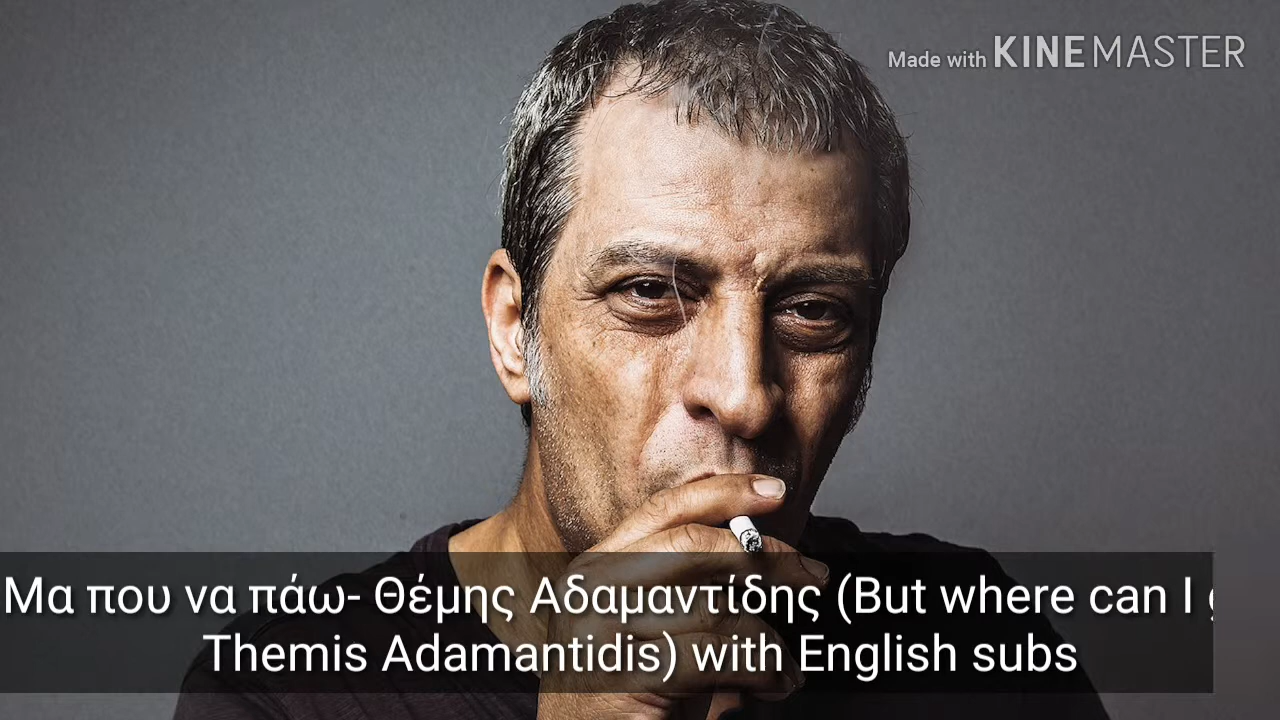 Made with KINEMASTER
Μα που να πάω- Θέμης Αδαμαντίδης (But where can I
Themis Adamantidis) with English subs